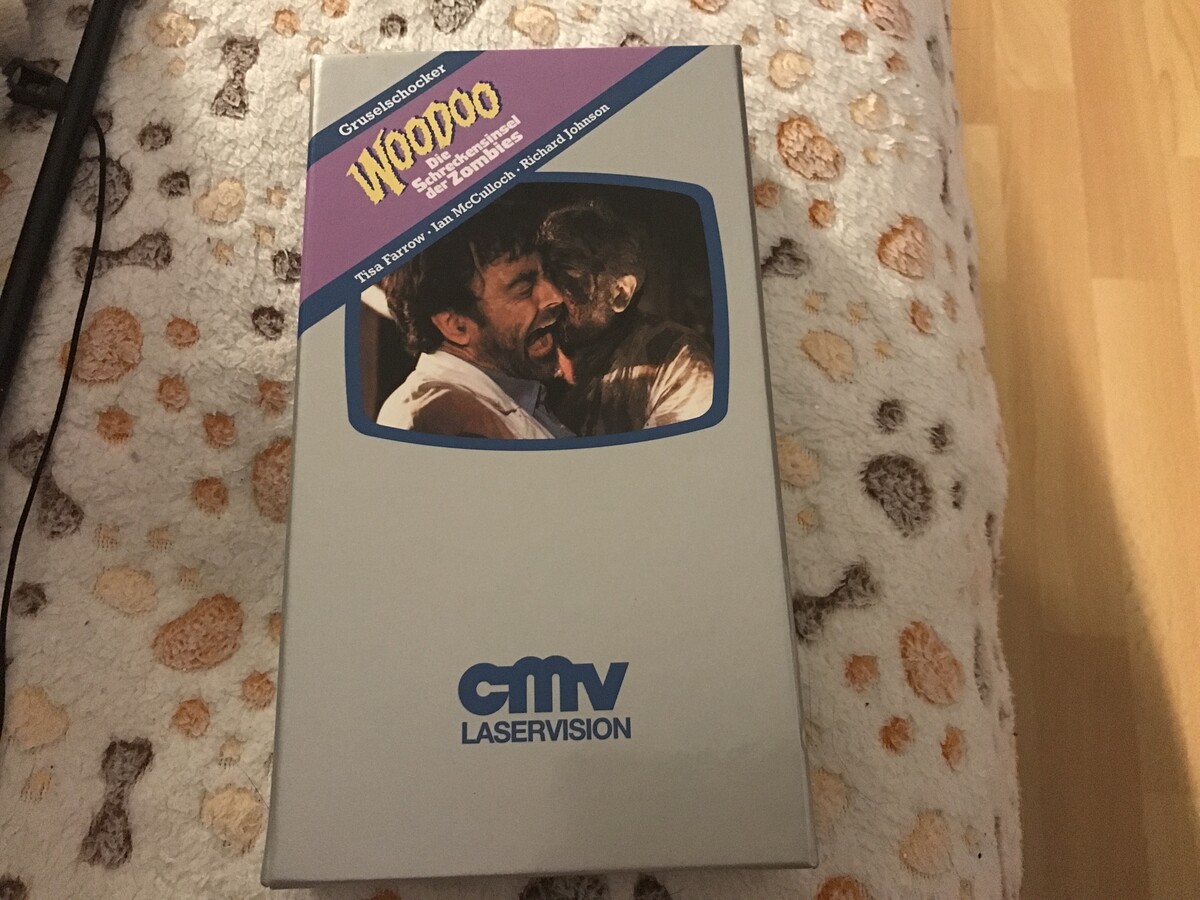 Gruselschocker
WOODOO
Die
Schreckensinsel
der Zombies
Tisa Farrow · Ian McCulloch · Richard Johnson
cmv
LASERVISION